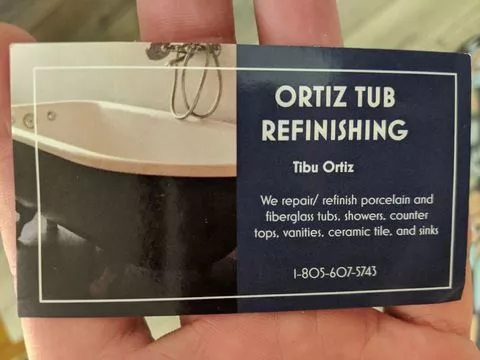 ORTIZ TUB
REFINISHING
Tibu Ortiz
We repair/ refinish porcelain and
fiberglass tubs, showers, counter
tops, vanities, ceramic tile, and sinks
1-805-607-5743